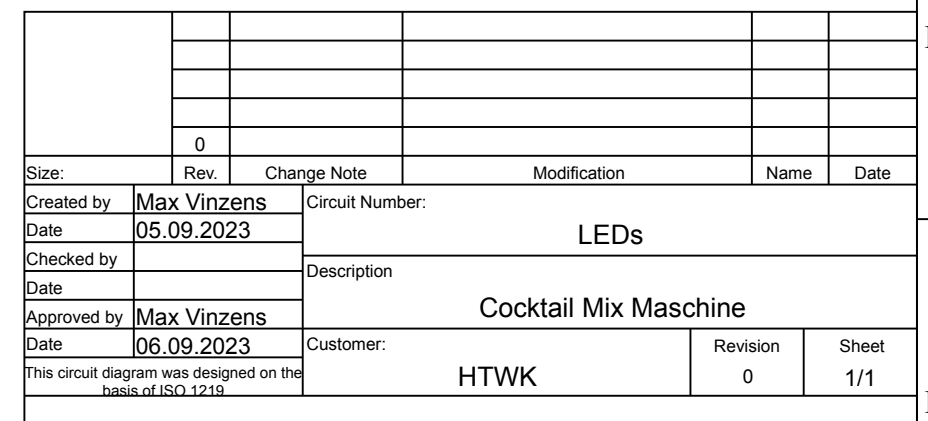 0
Size: Rev. Change Note Modification Name Date
Created by Max Vinzens
Circuit Number:
Date 05.09.2023
LEDs
Checked by
Description
Date
Cocktail Mix Maschine
Approved by Max Vinzens
Date 06.09.2023
Customer: Revision Sheet
HTWK 0 1/1
This circuit diagram was designed on the
basis of ISO 1219